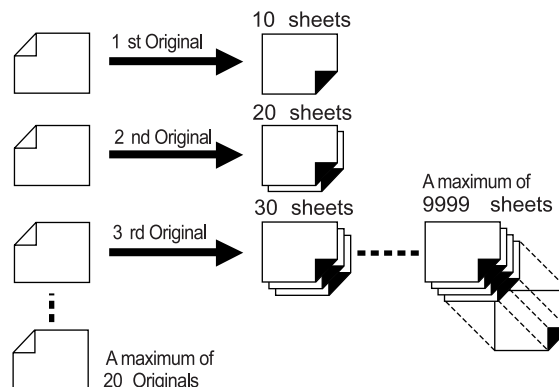 10 sheets
1 st Original
20 sheets
2 nd Original
A maximum of
9999 sheets
30 sheets
3 rd Original
A maximum of
20 Originals